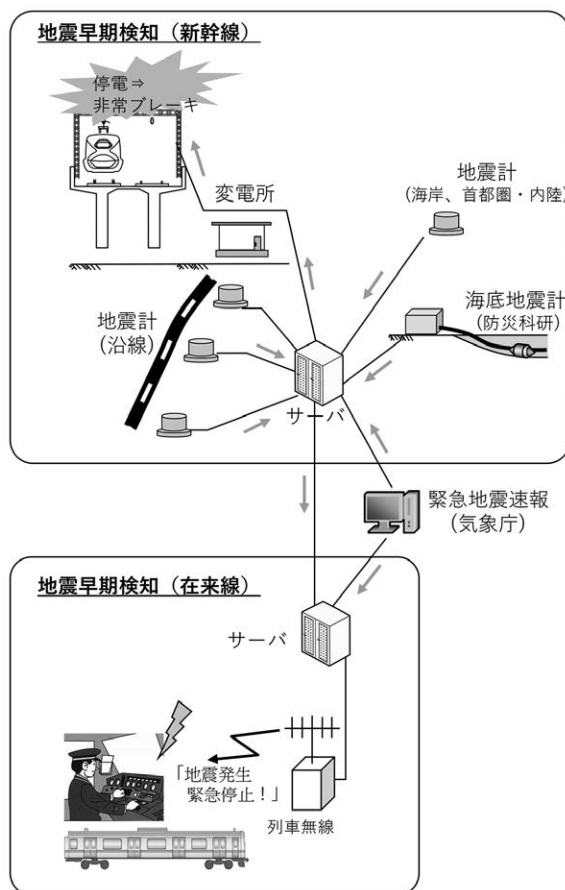 地震早期検知（新幹線）
停電⇒
非常ブレーキ
変電所
地震計
(海岸、首都圏・内陸)
地震計
(沿線)
海底地震計
(防災科研)
サーバ
緊急地震速報
(気象庁)
地震早期検知（在来線）
サーバ
「地震発生
緊急停止！」
列車無線